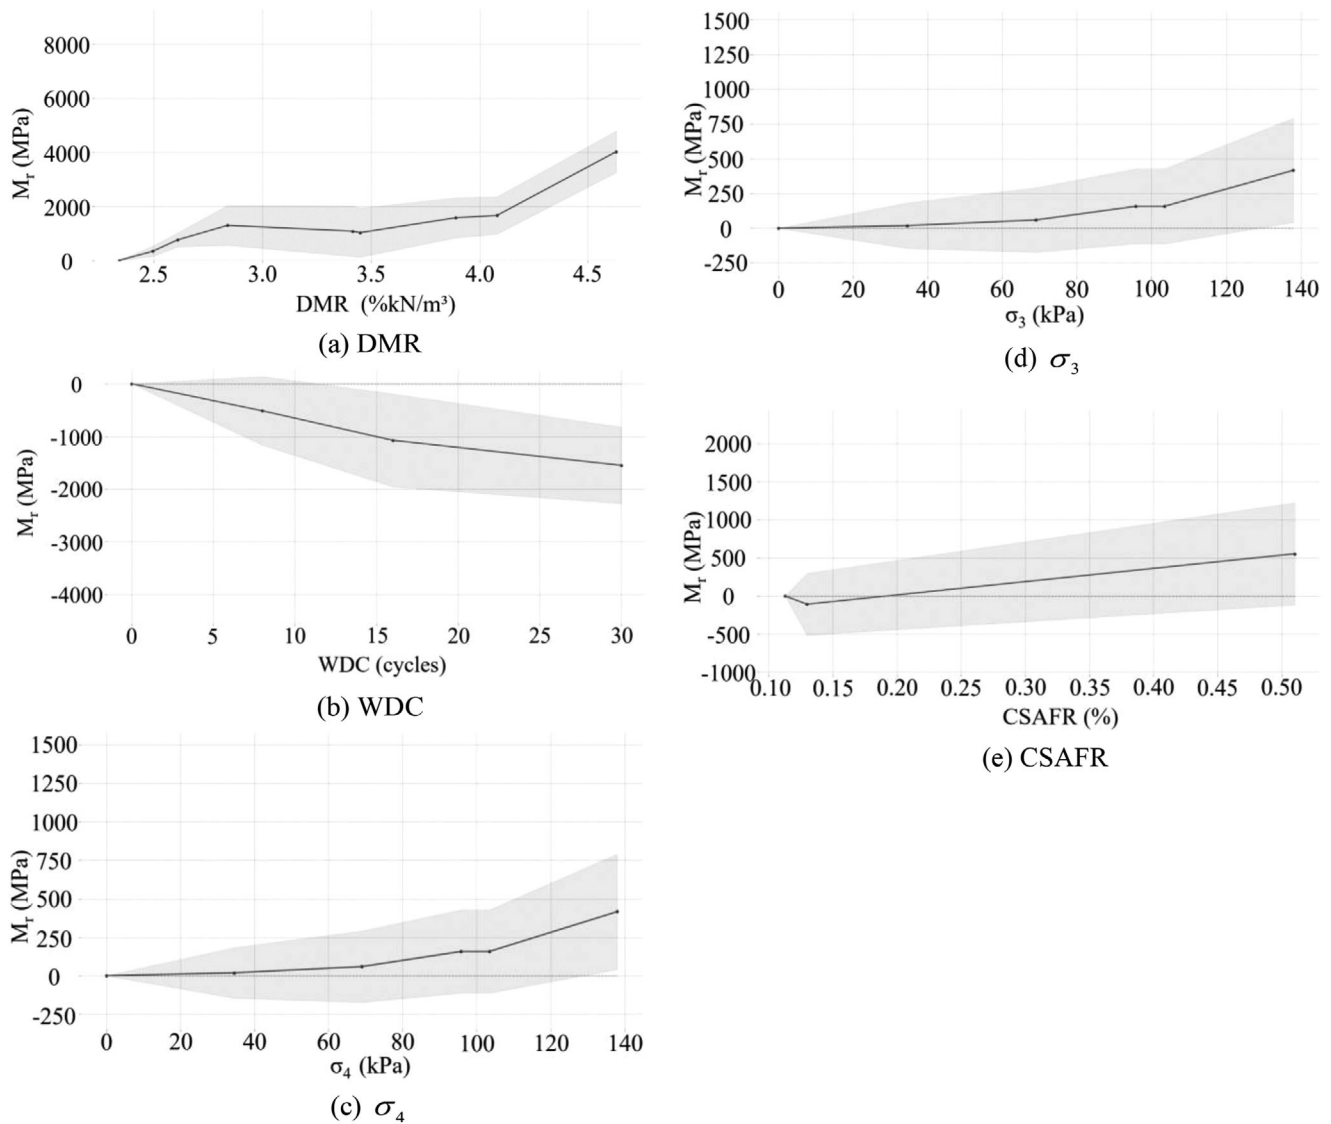 8000
6000
4000
2000
0
Mᵣ (MPa)
2.5 3.0 3.5 4.0 4.5
DMR (%kN/m³)
(a) DMR
0
-1000
-2000
-3000
-4000
Mᵣ (MPa)
0 5 10 15 20 25 30
WDC (cycles)
(b) WDC
1500
1250
1000
750
500
250
0
-250
Mᵣ (MPa)
0 20 40 60 80 100 120 140
σ₄ (kPa)
(c) σ₄
1500
1250
1000
750
500
250
0
-250
Mᵣ (MPa)
0 20 40 60 80 100 120 140
σ₃ (kPa)
(d) σ₃
2000
1500
1000
500
0
-500
-1000
Mᵣ (MPa)
0.10 0.15 0.20 0.25 0.30 0.35 0.40 0.45 0.50
CSAFR (%)
(e) CSAFR